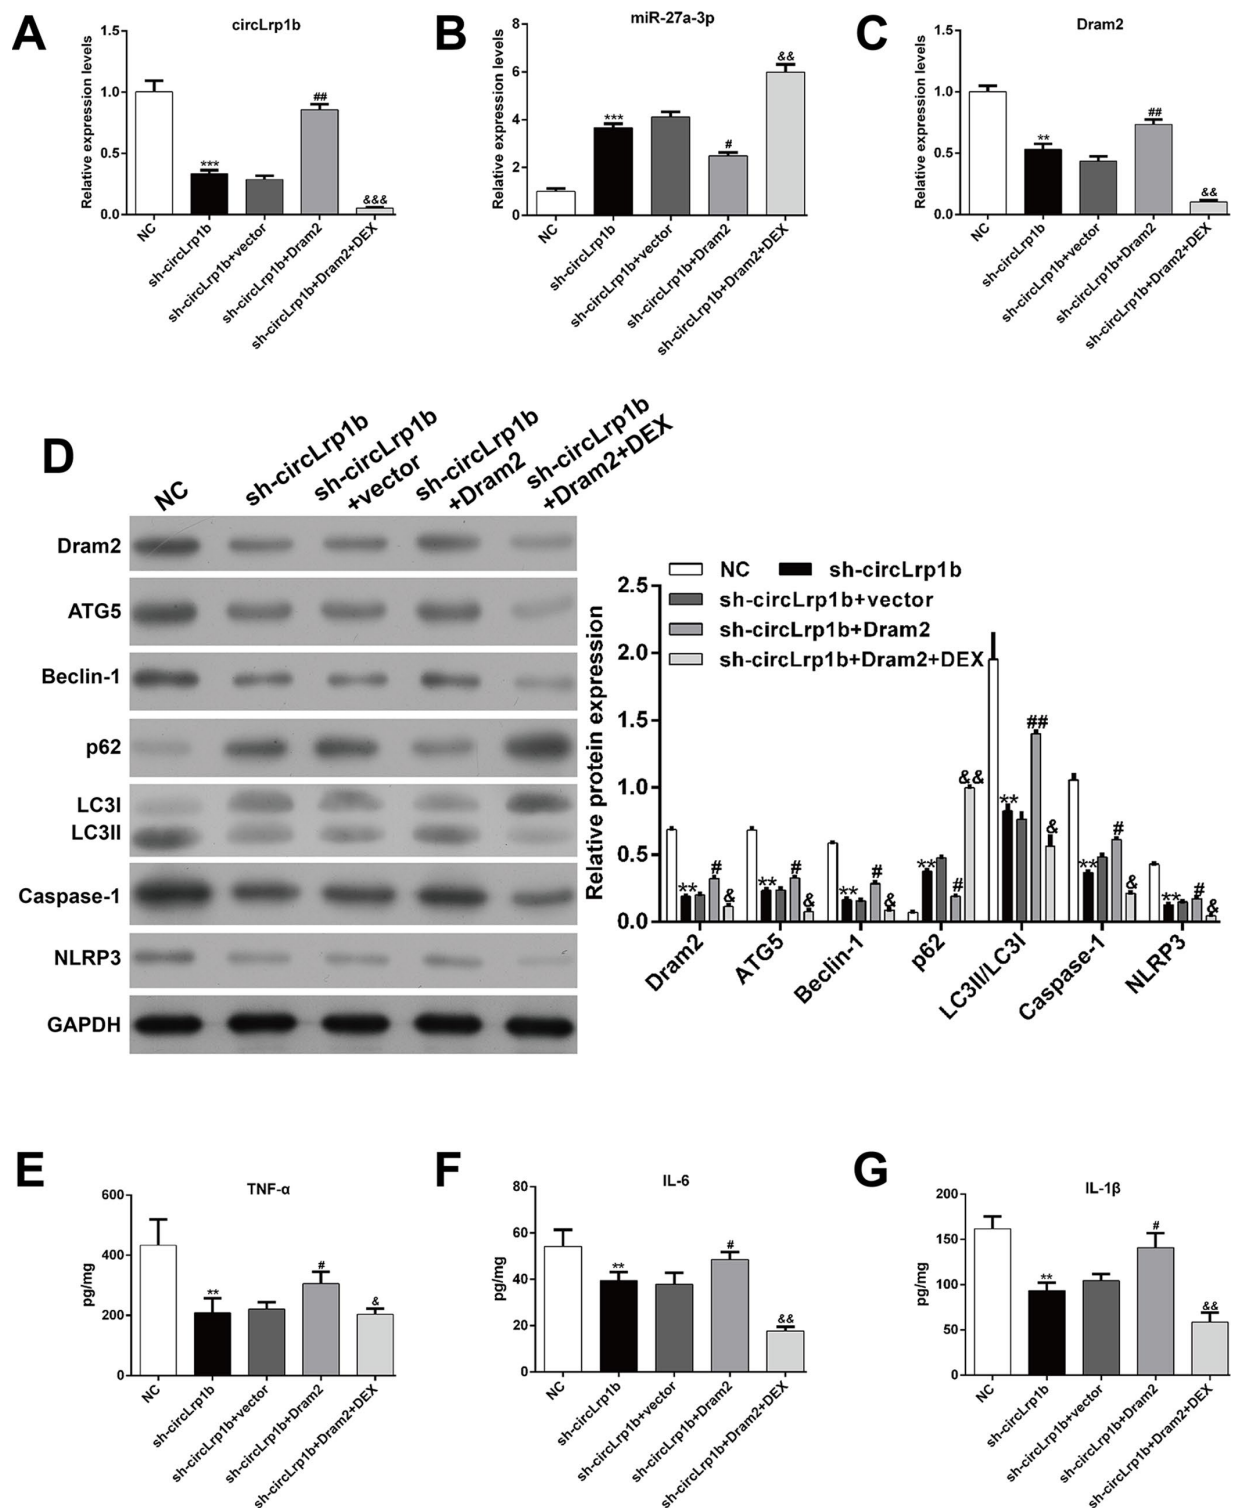 A
circLrp1b
Relative expression levels
1.5
1.0
0.5
0.0
***
##
&&&
NC
sh-circLrp1b
sh-circLrp1b+vector
sh-circLrp1b+Dram2
sh-circLrp1b+Dram2+DEX
B
miR-27a-3p
Relative expression levels
8
6
4
2
0
***
#
&&
NC
sh-circLrp1b
sh-circLrp1b+vector
sh-circLrp1b+Dram2
sh-circLrp1b+Dram2+DEX
C
Dram2
Relative expression levels
1.5
1.0
0.5
0.0
**
##
&&
NC
sh-circLrp1b
sh-circLrp1b+vector
sh-circLrp1b+Dram2
sh-circLrp1b+Dram2+DEX
D
NC
sh-circLrp1b
sh-circLrp1b
+vector
sh-circLrp1b
+Dram2
sh-circLrp1b
+Dram2+DEX
Dram2
ATG5
Beclin-1
p62
LC3I
LC3II
Caspase-1
NLRP3
GAPDH
NC
sh-circLrp1b
sh-circLrp1b+vector
sh-circLrp1b+Dram2
sh-circLrp1b+Dram2+DEX
Relative protein expression
2.5
2.0
1.5
1.0
0.5
0.0
**
#
&
**
#
&
**
#
&
**
#
&&
**
##
&
**
#
&
**
#
&
Dram2
ATG5
Beclin-1
p62
LC3II/LC3I
Caspase-1
NLRP3
E
TNF-α
pg/mg
600
400
200
0
**
#
&
NC
sh-circLrp1b
sh-circLrp1b+vector
sh-circLrp1b+Dram2
sh-circLrp1b+Dram2+DEX
F
IL-6
pg/mg
80
60
40
20
0
**
#
&&
NC
sh-circLrp1b
sh-circLrp1b+vector
sh-circLrp1b+Dram2
sh-circLrp1b+Dram2+DEX
G
IL-1β
pg/mg
200
150
100
50
0
**
#
&&
NC
sh-circLrp1b
sh-circLrp1b+vector
sh-circLrp1b+Dram2
sh-circLrp1b+Dram2+DEX